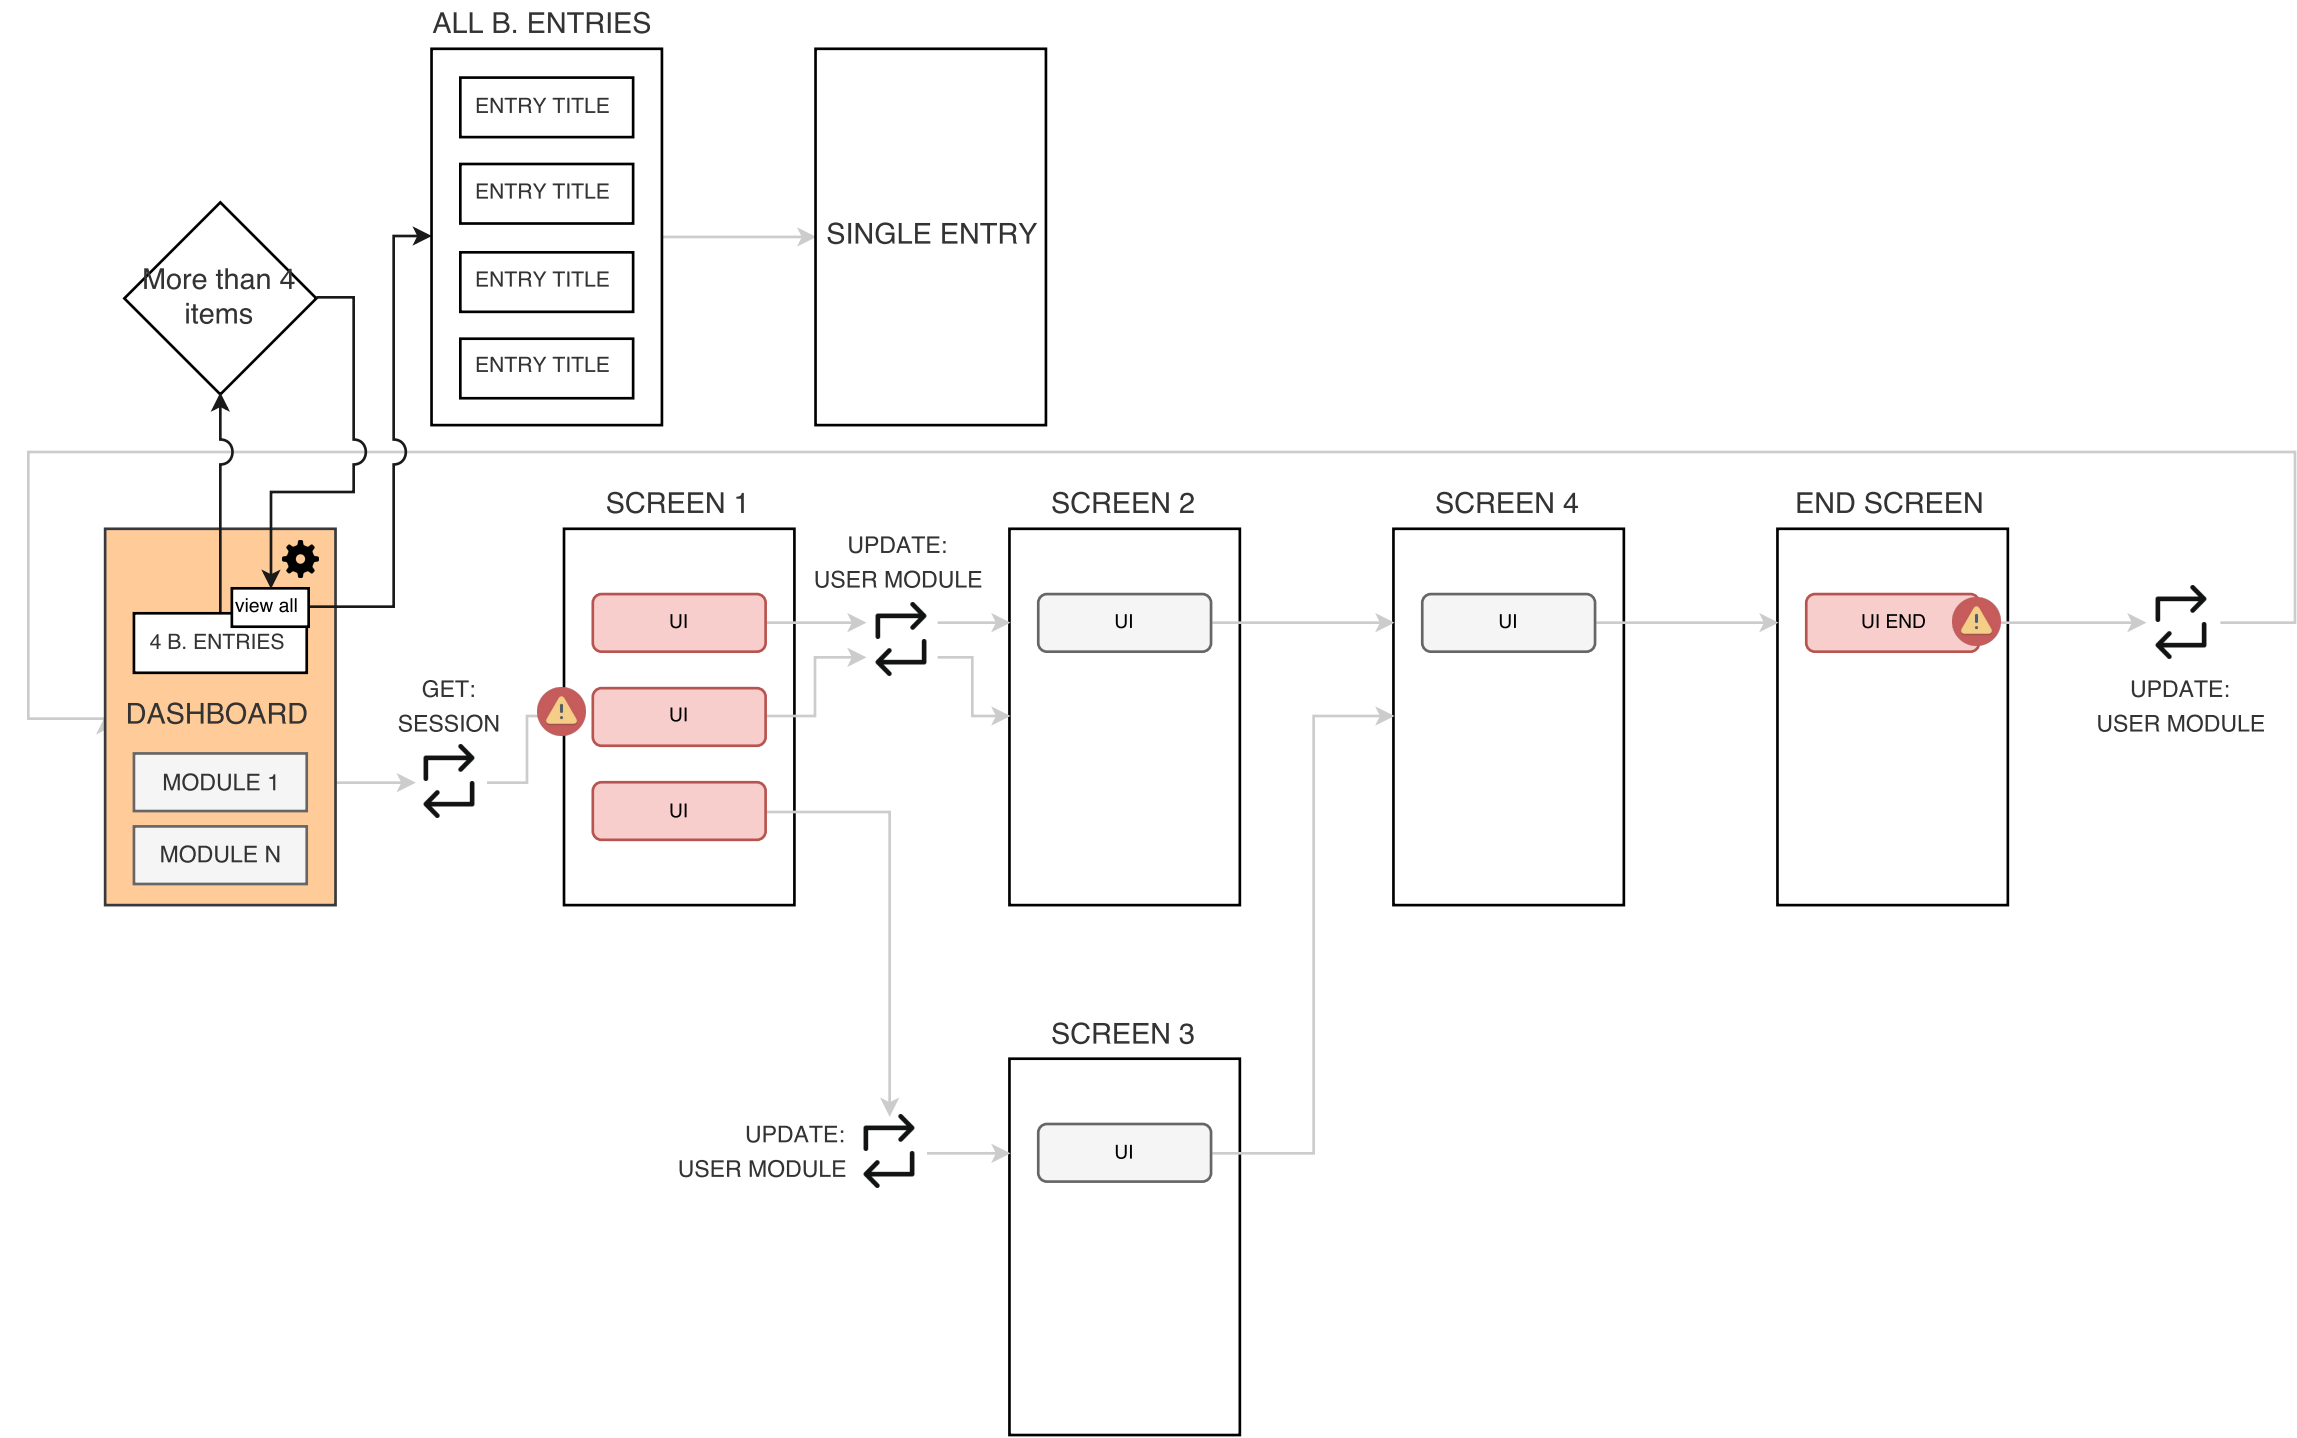 ALL B. ENTRIES
ENTRY TITLE
ENTRY TITLE
ENTRY TITLE
ENTRY TITLE
SINGLE ENTRY
More than 4
items
view all
4 B. ENTRIES
DASHBOARD
MODULE 1
MODULE N
GET:
SESSION
SCREEN 1
UI
UI
UI
UPDATE:
USER MODULE
SCREEN 2
UI
SCREEN 4
UI
END SCREEN
UI END
UPDATE:
USER MODULE
UPDATE:
USER MODULE
SCREEN 3
UI